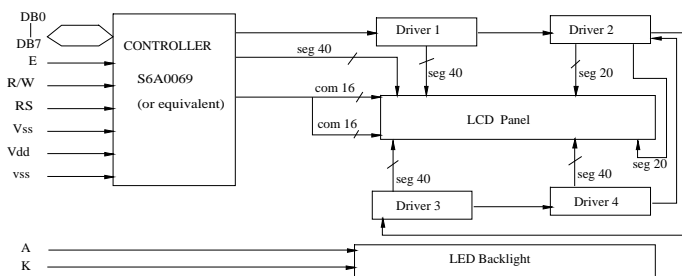 DB0
DB7
E
R/W
RS
Vss
Vdd
vss
CONTROLLER
S6A0069
(or equivalent)
seg 40
com 16
com 16
Driver 1
Driver 2
seg 40
seg 20
LCD Panel
seg 20
seg 40
seg 40
Driver 3
Driver 4
A
K
LED Backlight